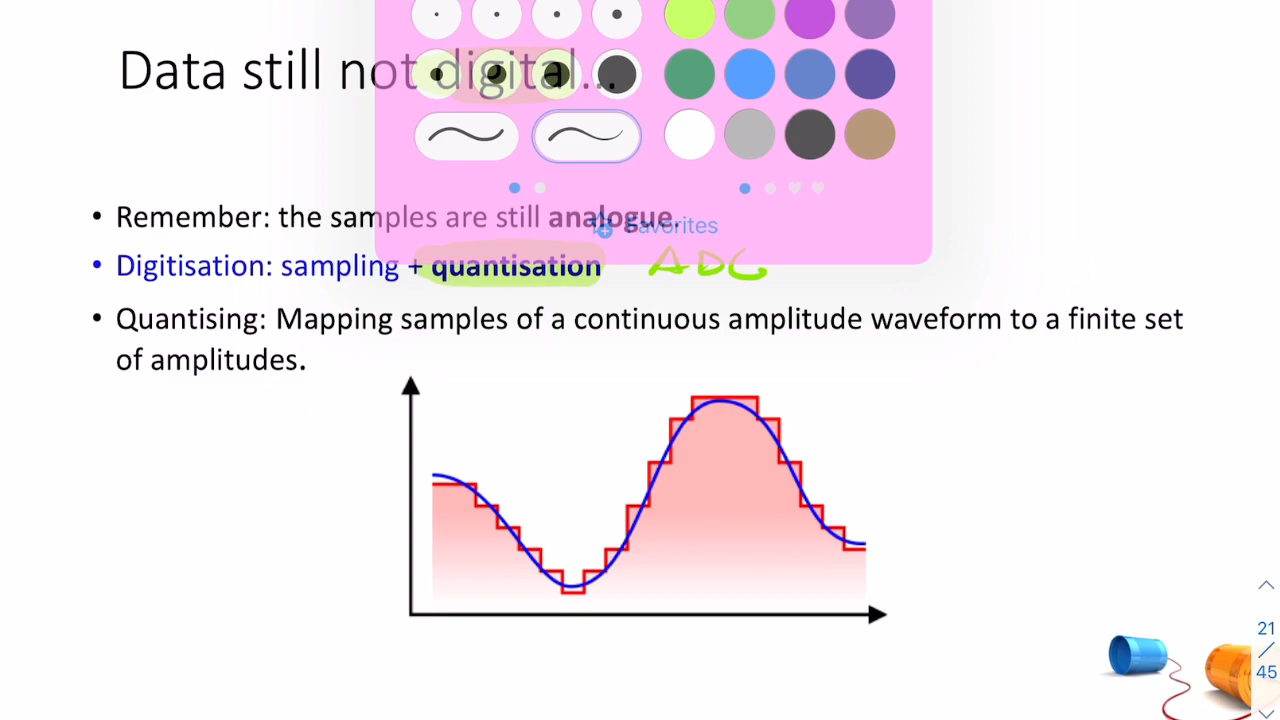 Data still not digital...
• Remember: the samples are still analogue.
Favorites
• Digitisation: sampling + quantisation ADC
• Quantising: Mapping samples of a continuous amplitude waveform to a finite set
of amplitudes.
21
/
45